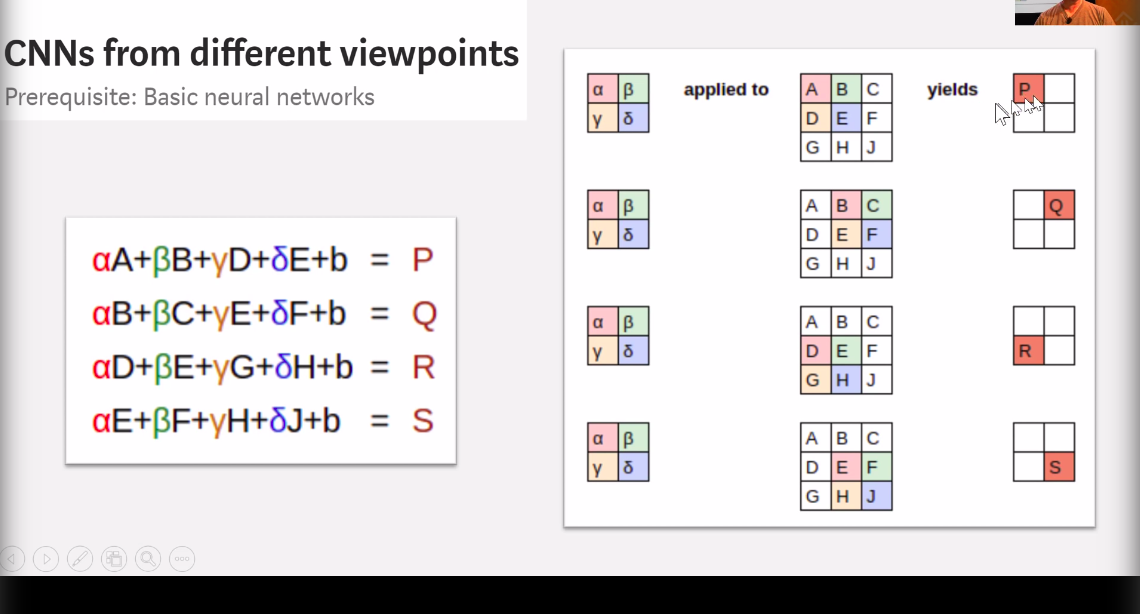 CNNs from different viewpoints
Prerequisite: Basic neural networks
αA+βB+γD+δE+b = P
αB+βC+γE+δF+b = Q
αD+βE+γG+δH+b = R
αE+βF+γH+δJ+b = S
α β applied to A B C yields P
γ δ D E F
G H J
α β A B C Q
γ δ D E F
G H J
α β A B C
γ δ D E F R
G H J
α β A B C
γ δ D E F S
G H J